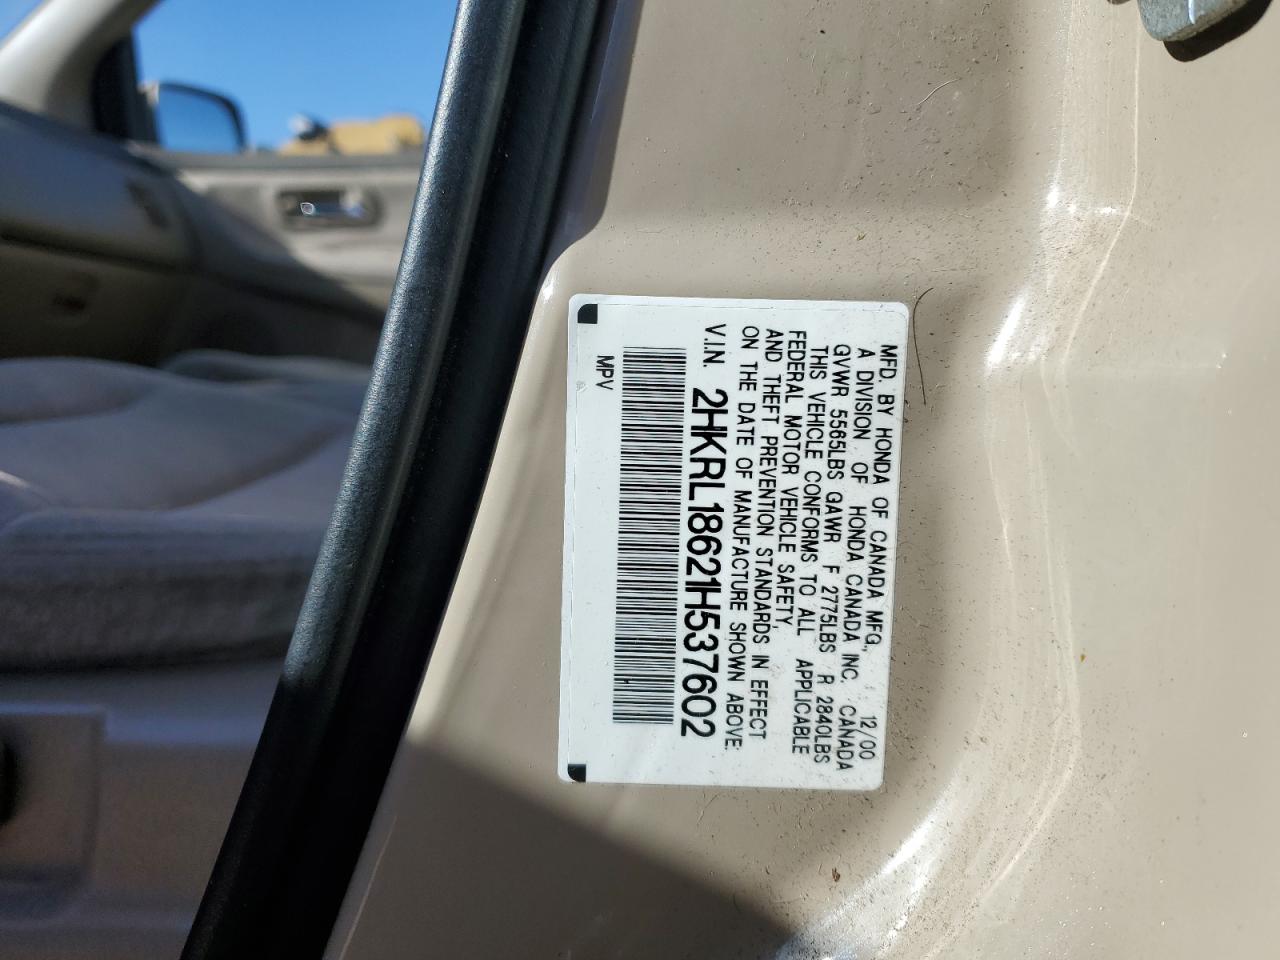 MFD. BY HONDA OF CANADA MFG., 12/00
A DIVISION OF HONDA CANADA INC. CANADA
GVWR 5565LBS GAWR F 2775LBS R 2840LBS
THIS VEHICLE CONFORMS TO ALL APPLICABLE
FEDERAL MOTOR VEHICLE SAFETY,
AND THEFT PREVENTION STANDARDS IN EFFECT
ON THE DATE OF MANUFACTURE SHOWN ABOVE.
V.I.N. 2HKRL18621H537602
MPV